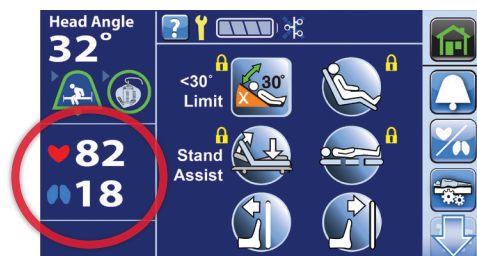 Head Angle
32°
82
18
?
<30°
Limit
30°
X
Stand
Assist